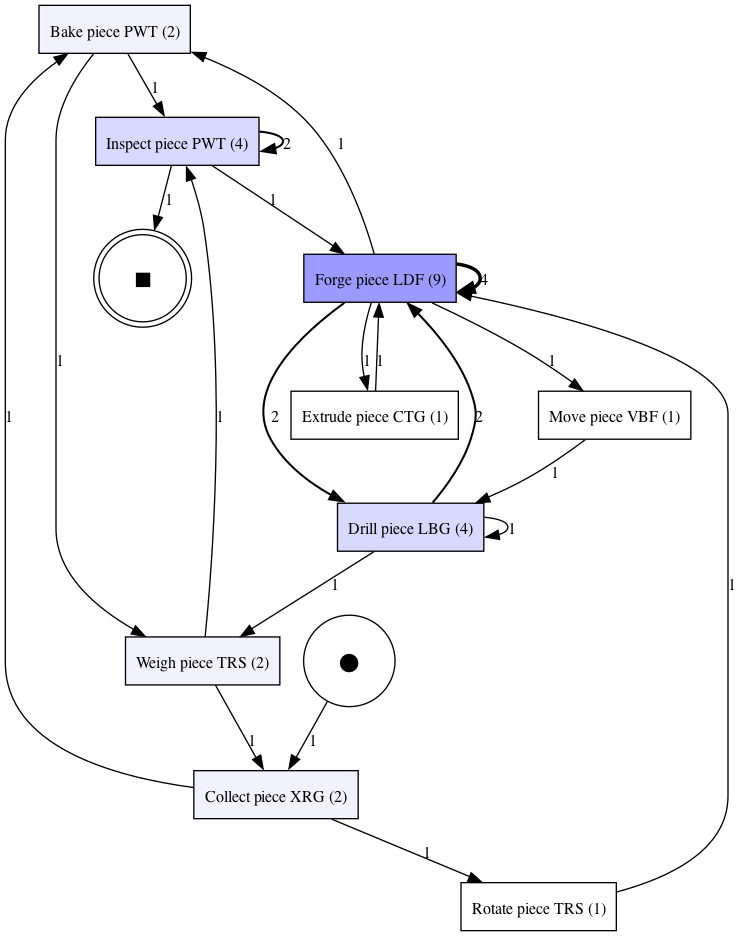 Bake piece PWT (2)
1
Inspect piece PWT (4)
2
1
1
1
Forge piece LDF (9)
4
1
1
1
1
Extrude piece CTG (1)
Move piece VBF (1)
1
1
2
2
1
Drill piece LBG (4)
1
1
1
Weigh piece TRS (2)
1
1
Collect piece XRG (2)
1
Rotate piece TRS (1)